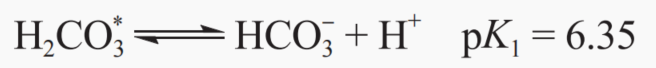 H₂CO₃* ⇌ HCO₃⁻ + H⁺ pK₁ = 6.35